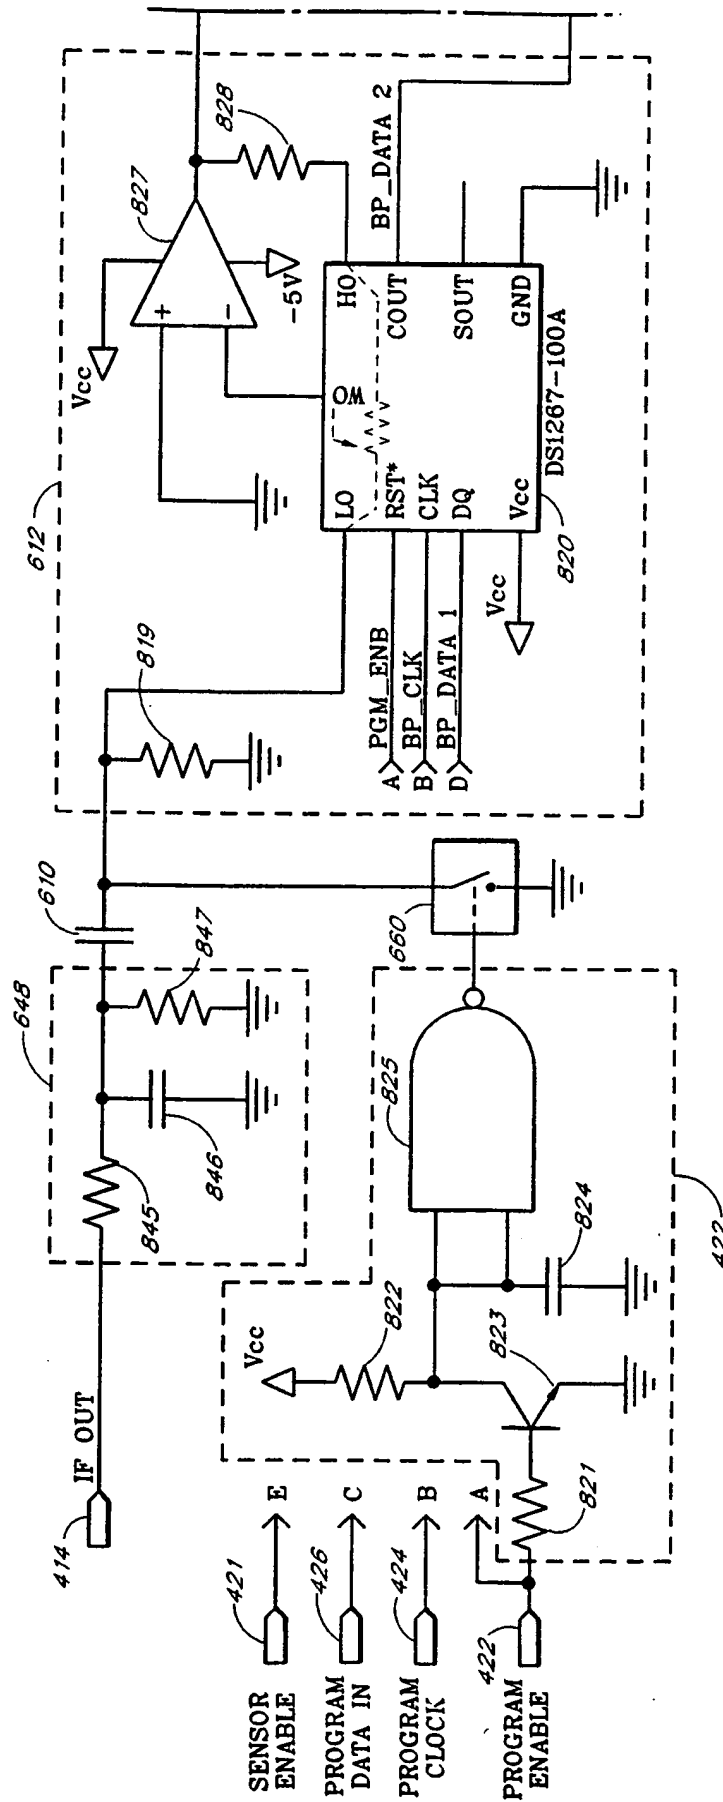 414
IF OUT
648
845
846
847
610
612
819
Vcc
827
828
+
-
-5V
LO
WO
HO
RST*
CLK
DQ
Vcc
COUT
SOUT
GND
DS1267-100A
820
Vcc
A
PGM_ENB
B
BP_CLK
D
BP_DATA 1
BP_DATA 2
660
SENSOR
ENABLE
421
E
PROGRAM
DATA IN
426
C
PROGRAM
CLOCK
424
B
PROGRAM
ENABLE
422
A
821
Vcc
822
823
824
825
422